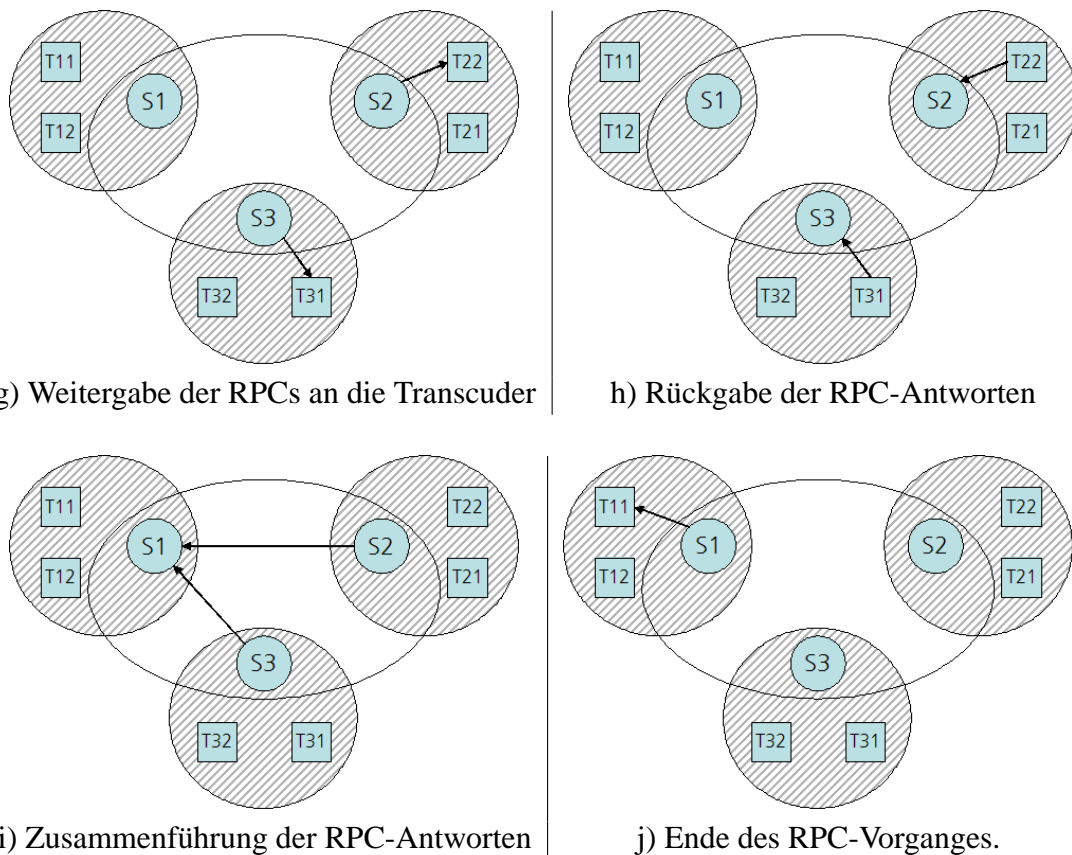 T11
T22
S1
S2
T12
T21
S3
T32
T31
g) Weitergabe der RPCs an die Transcuder
T11
T22
S1
S2
T12
T21
S3
T32
T31
h) Rückgabe der RPC-Antworten
T11
T22
S1
S2
T12
T21
S3
T32
T31
i) Zusammenführung der RPC-Antworten
T11
T22
S1
S2
T12
T21
S3
T32
T31
j) Ende des RPC-Vorganges.